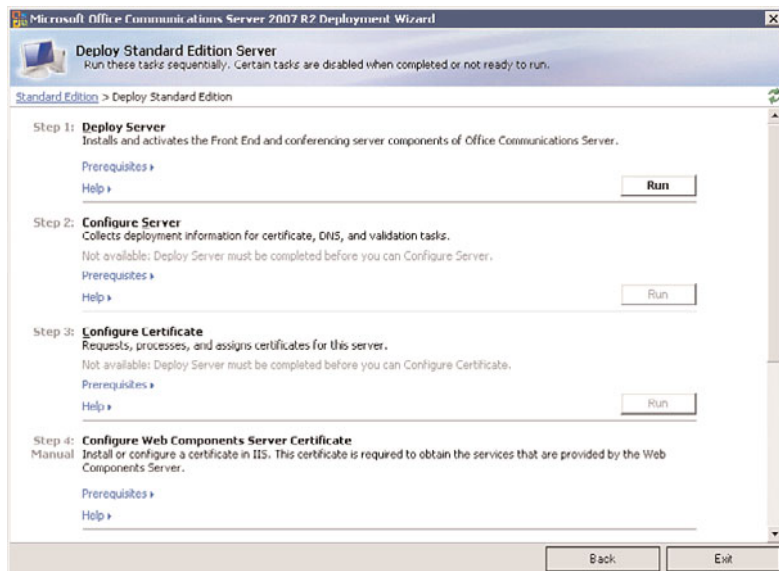 Microsoft Office Communications Server 2007 R2 Deployment Wizard
Deploy Standard Edition Server
Run these tasks sequentially. Certain tasks are disabled when completed or not ready to run.
Standard Edition > Deploy Standard Edition
Step 1: Deploy Server
Installs and activates the Front End and conferencing server components of Office Communications Server.
Prerequisites
Help
Run
Step 2: Configure Server
Collects deployment information for certificate, DNS, and validation tasks.
Not available: Deploy Server must be completed before you can Configure Server.
Prerequisites
Help
Run
Step 3: Configure Certificate
Requests, processes, and assigns certificates for this server.
Not available: Deploy Server must be completed before you can Configure Certificate.
Prerequisites
Help
Run
Step 4: Configure Web Components Server Certificate
Manual Install or configure a certificate in IIS. This certificate is required to obtain the services that are provided by the Web
Components Server.
Prerequisites
Help
Back Exit